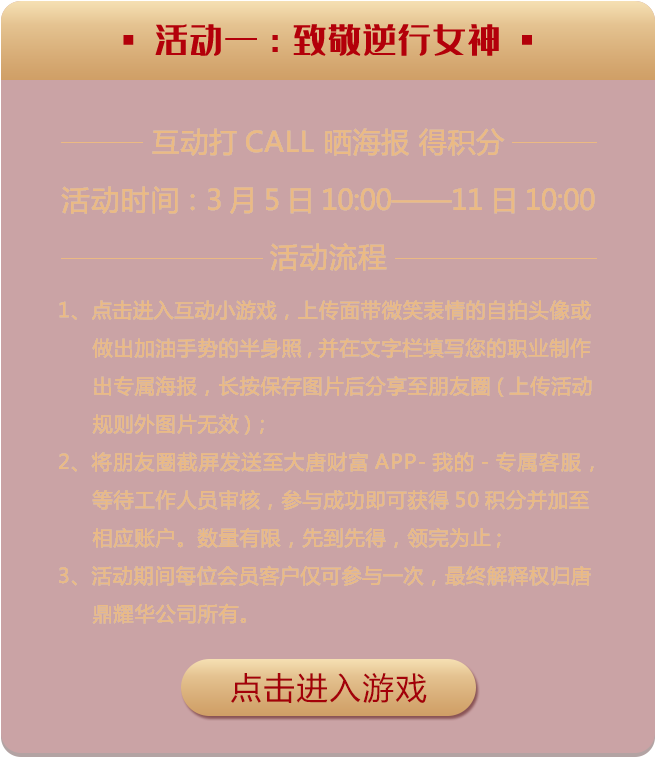 ▪ 活动一：致敬逆行女神 ▪
互动打 CALL 晒海报 得积分
活动时间：3 月 5 日 10:00——11 日 10:00
活动流程
1、点击进入互动小游戏，上传面带微笑表情的自拍头像或
做出加油手势的半身照，并在文字栏填写您的职业制作
出专属海报，长按保存图片后分享至朋友圈（上传活动
规则外图片无效）；
2、将朋友圈截屏发送至大唐财富 APP- 我的 - 专属客服，
等待工作人员审核，参与成功即可获得 50 积分并加至
相应账户。数量有限，先到先得，领完为止；
3、活动期间每位会员客户仅可参与一次，最终解释权归唐
鼎耀华公司所有。
点击进入游戏